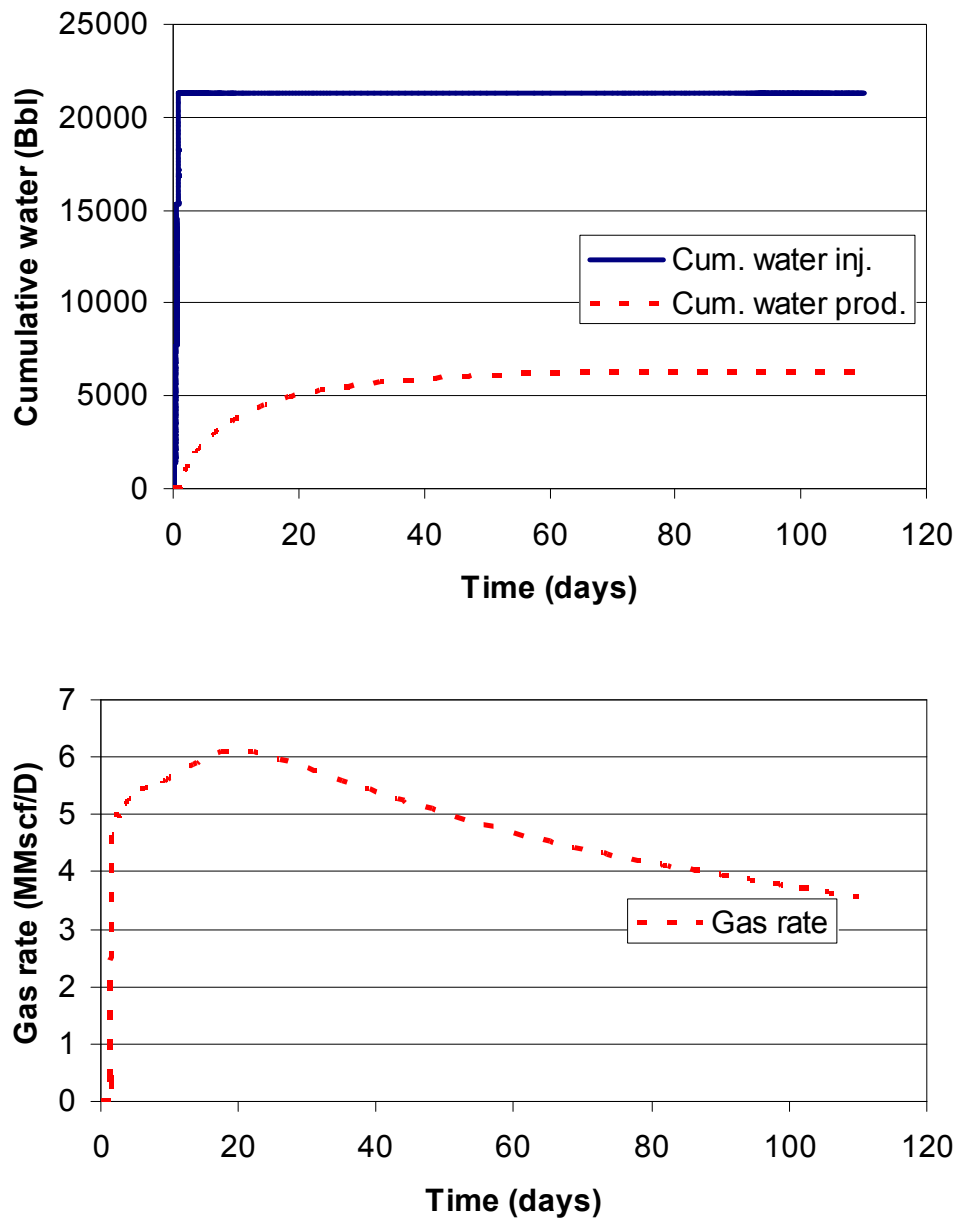 25000
20000
15000
10000
5000
0
Cumulative water (Bbl)
Cum. water inj.
Cum. water prod.
0 20 40 60 80 100 120
Time (days)
7
6
5
4
3
2
1
0
Gas rate (MMscf/D)
Gas rate
0 20 40 60 80 100 120
Time (days)